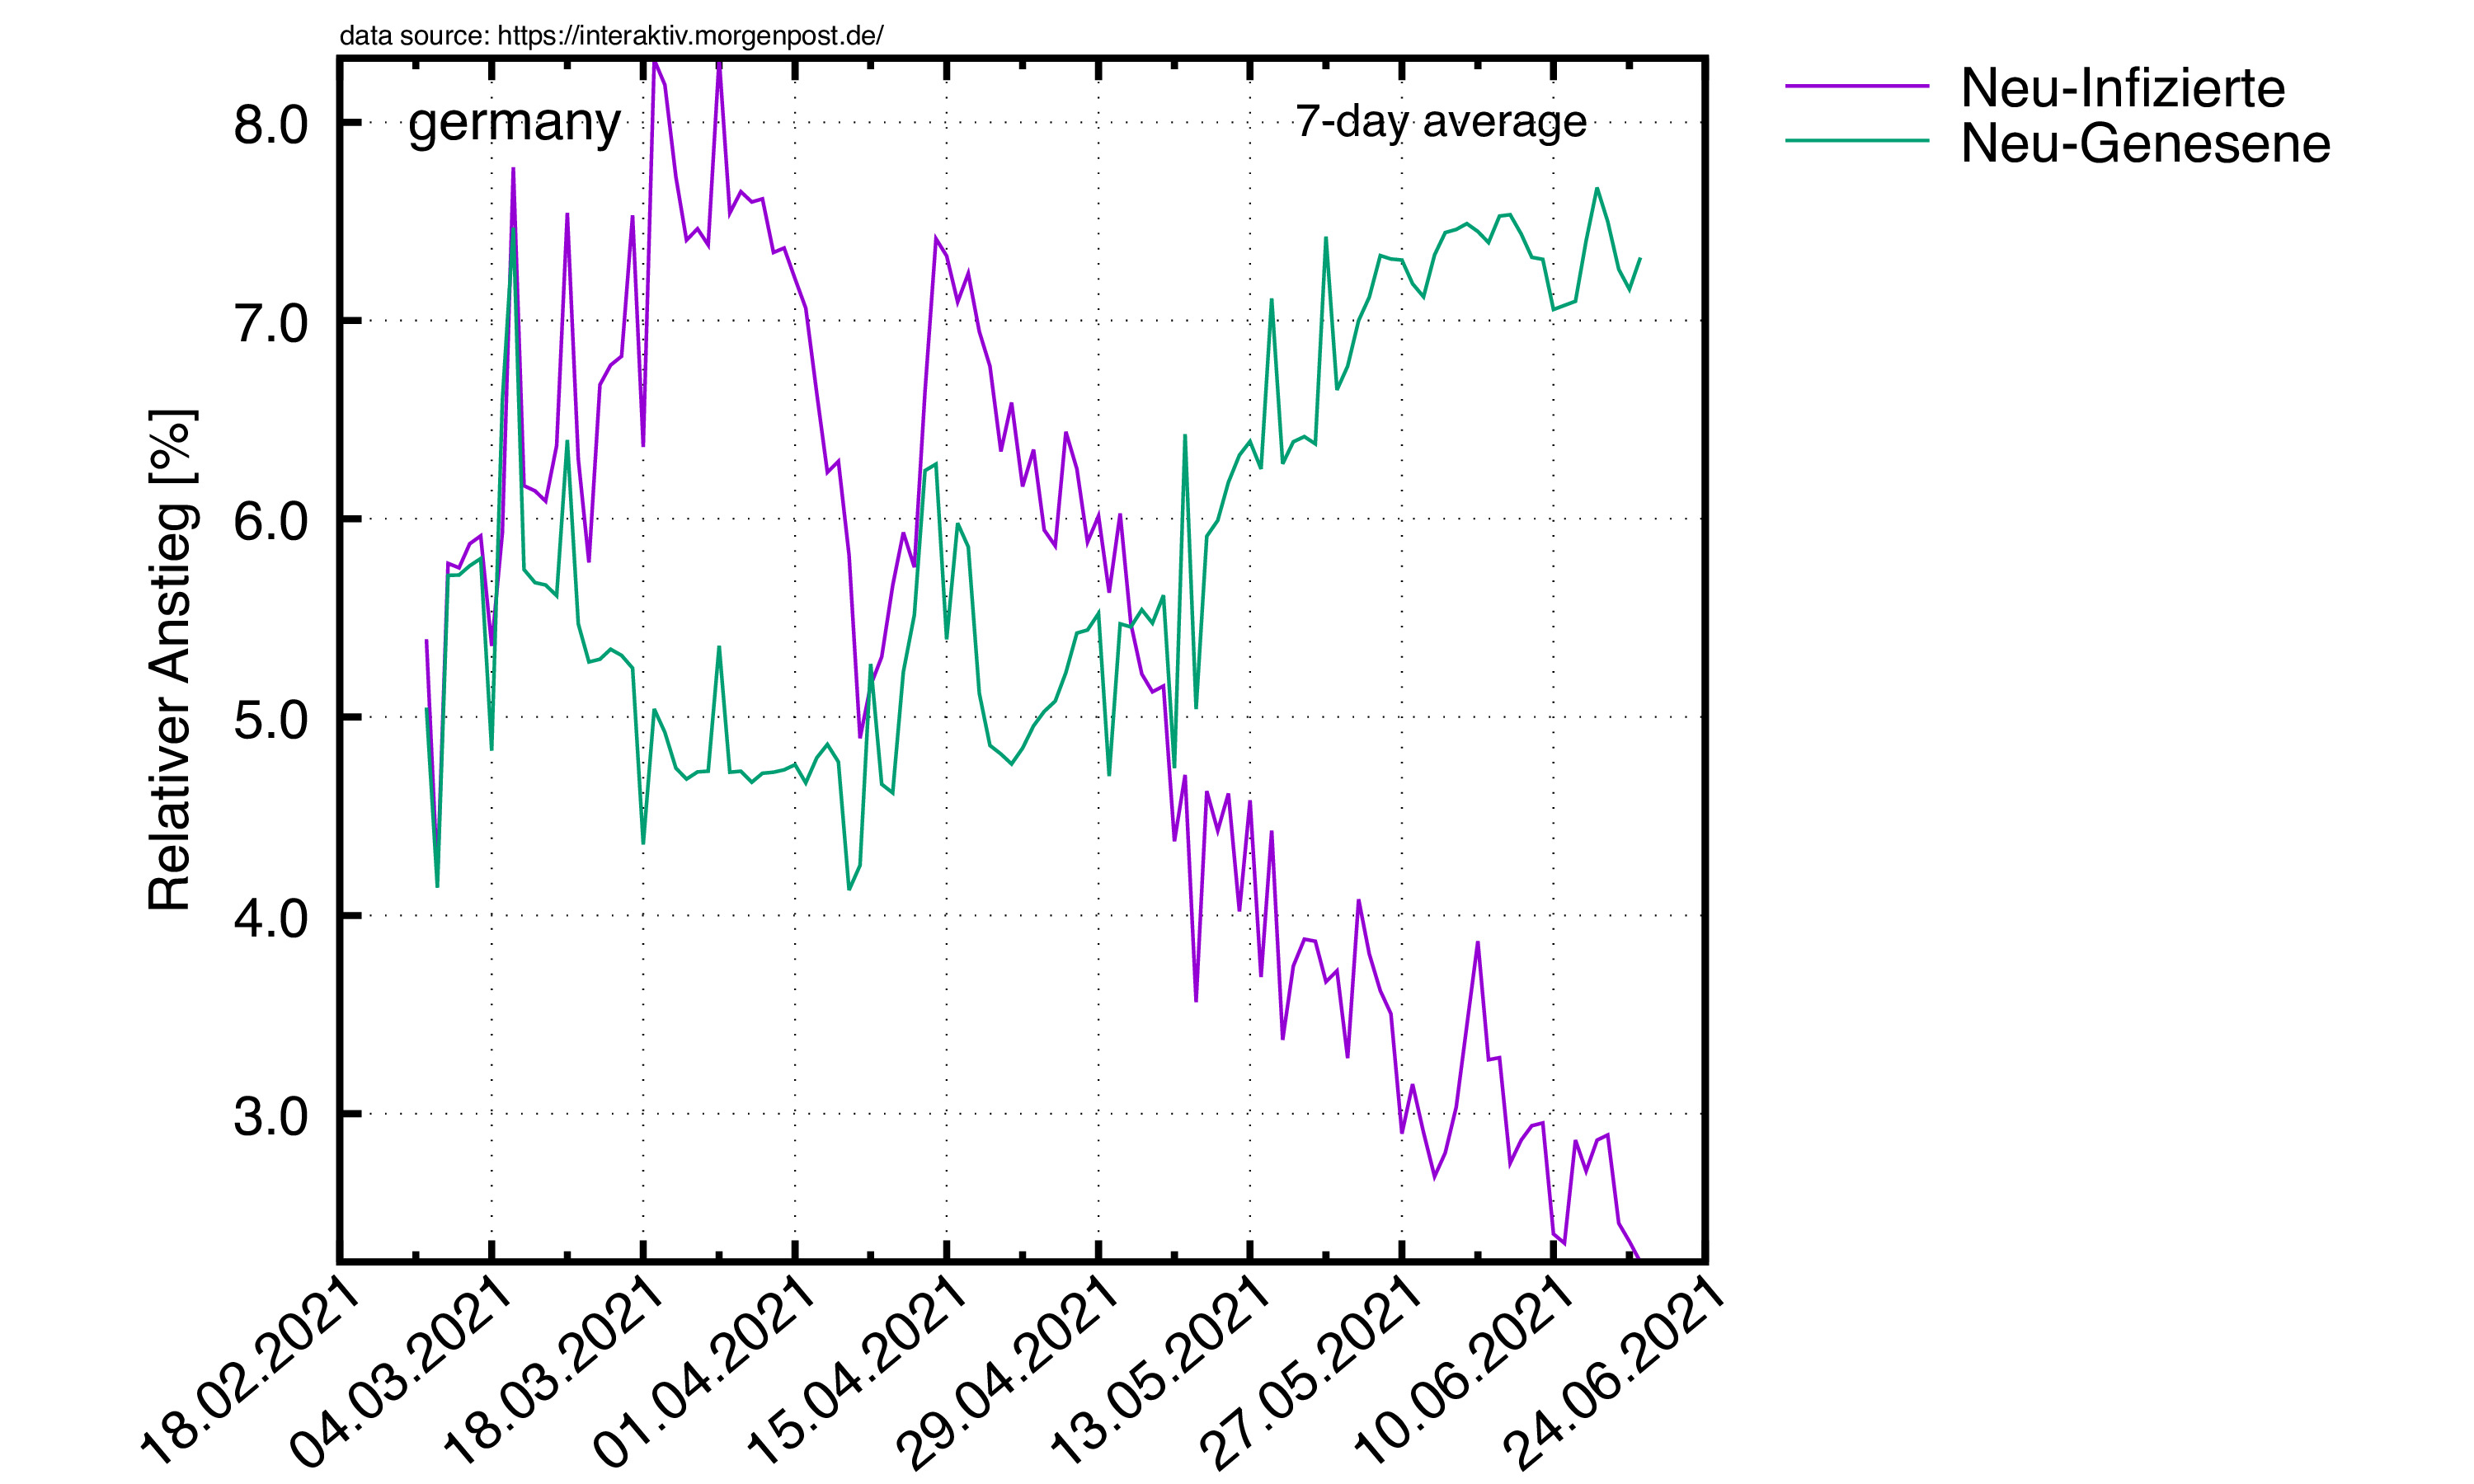 data source: https://interaktiv.morgenpost.de/
germany
7-day average
Neu-Infizierte
Neu-Genesene
Relativer Anstieg [%]
8.0
7.0
6.0
5.0
4.0
3.0
18.02.2021
04.03.2021
18.03.2021
01.04.2021
15.04.2021
29.04.2021
13.05.2021
27.05.2021
10.06.2021
24.06.2021